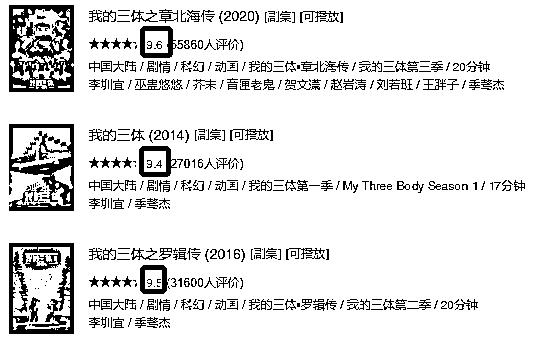 我的三体之章北海传 (2020) [剧集] [可播放]
9.6 (55860人评价)
中国大陆 / 剧情 / 科幻 / 动画 / 我的三体·章北海传 / 我的三体第三季 / 20分钟
李圳宜 / 巫蛊悠悠 / 芥末 / 音匣老鬼 / 贺文潇 / 赵岩涛 / 刘若班 / 王胖子 / 季骜杰
我的三体 (2014) [剧集] [可播放]
9.4 (27016人评价)
中国大陆 / 剧情 / 科幻 / 动画 / 我的三体第一季 / My Three Body Season 1 / 17分钟
李圳宜 / 季骜杰
我的三体之罗辑传 (2016) [剧集] [可播放]
9.5 (31600人评价)
中国大陆 / 剧情 / 科幻 / 动画 / 我的三体·罗辑传 / 我的三体第二季 / 20分钟
李圳宜 / 季骜杰